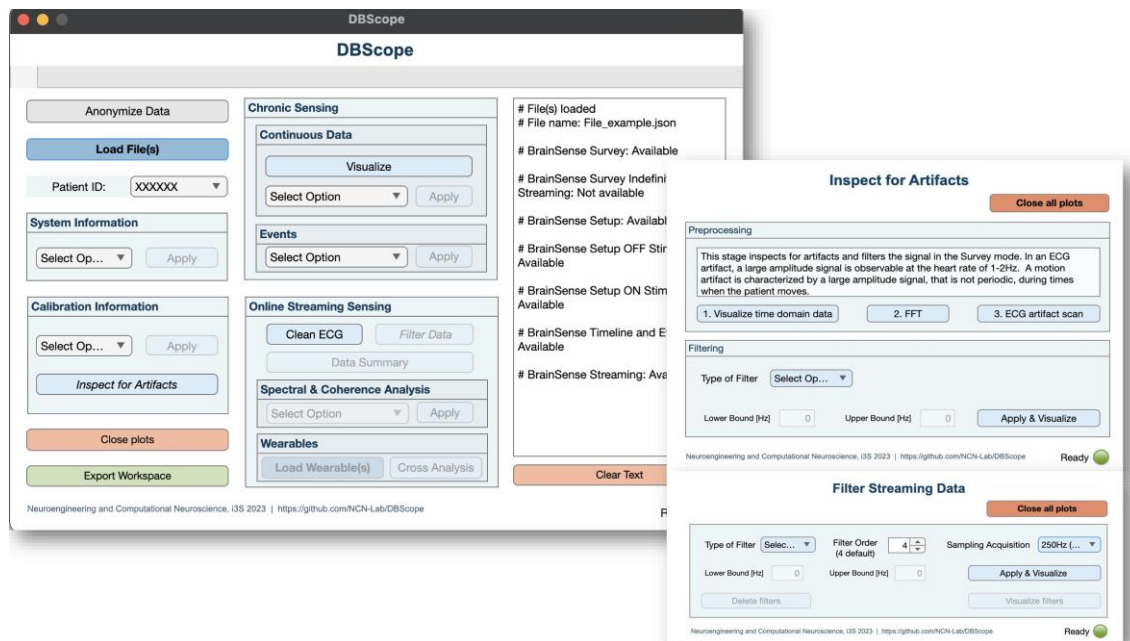 DBScope
DBScope
Anonymize Data
Load File(s)
Patient ID: XXXXXX
System Information
Select Op... Apply
Calibration Information
Select Op... Apply
Inspect for Artifacts
Close plots
Export Workspace
Chronic Sensing
Continuous Data
Visualize
Select Option Apply
Events
Select Option Apply
Online Streaming Sensing
Clean ECG Filter Data
Data Summary
Spectral & Coherence Analysis
Select Option Apply
Wearables
Load Wearable(s) Cross Analysis
# File(s) loaded
# File name: File_example.json
# BrainSense Survey: Available
# BrainSense Survey Indefini
Streaming: Not available
# BrainSense Setup: Availabl
# BrainSense Setup OFF Stim
Available
# BrainSense Setup ON Stim
Available
# BrainSense Timeline and E
Available
# BrainSense Streaming: Ava
Clear Text
Neuroengineering and Computational Neuroscience, i3S 2023 | https://github.com/NCN-Lab/DBScope
Inspect for Artifacts
Close all plots
Preprocessing
This stage inspects for artifacts and filters the signal in the Survey mode. In an ECG
artifact, a large amplitude signal is observable at the heart rate of 1-2Hz. A motion
artifact is characterized by a large amplitude signal, that is not periodic, during times
when the patient moves.
1. Visualize time domain data 2. FFT 3. ECG artifact scan
Filtering
Type of Filter Select Op...
Lower Bound [Hz] 0 Upper Bound [Hz] 0 Apply & Visualize
Neuroengineering and Computational Neuroscience, i3S 2023 | https://github.com/NCN-Lab/DBScope Ready
Filter Streaming Data
Close all plots
Type of Filter Selec... Filter Order 4 Sampling Acquisition 250Hz (...
(4 default)
Lower Bound [Hz] 0 Upper Bound [Hz] 0 Apply & Visualize
Delete filters Visualize filters
Neuroengineering and Computational Neuroscience, i3S 2023 | https://github.com/NCN-Lab/DBScope Ready